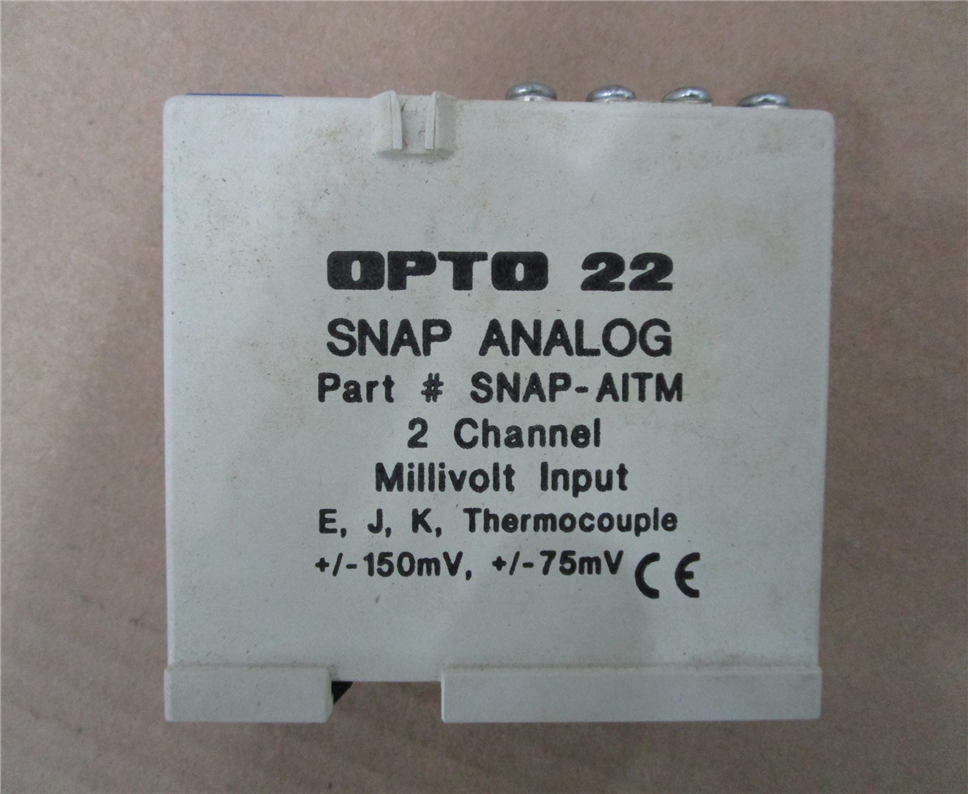 OPTO 22
SNAP ANALOG
Part # SNAP-AITM
2 Channel
Millivolt Input
E, J, K, Thermocouple
+/-150mV, +/-75mV CE